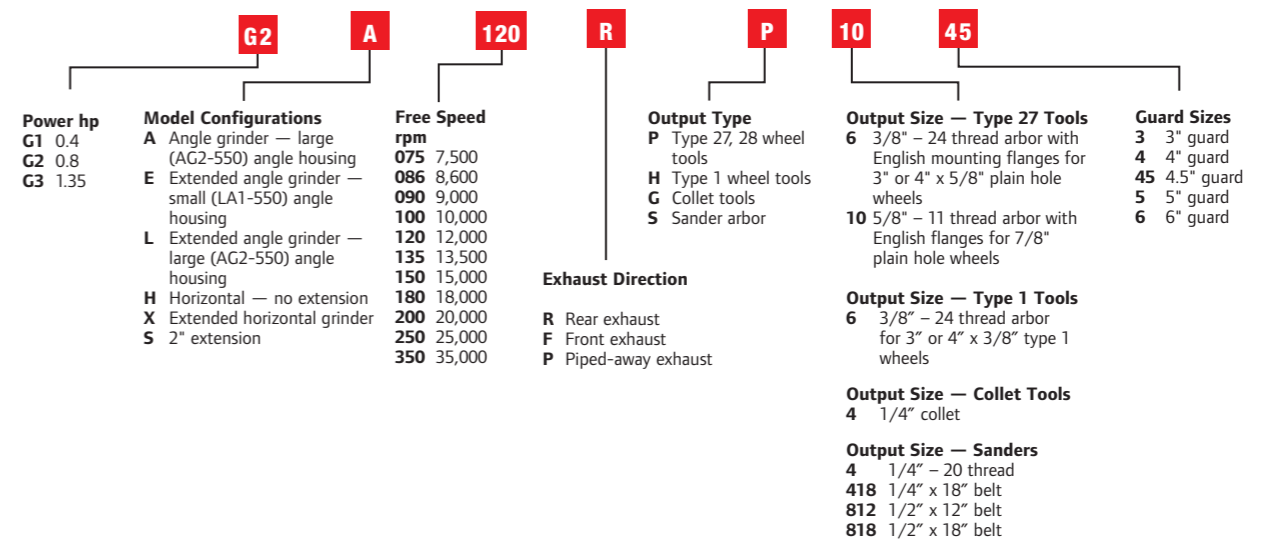 G2 A 120 R P 10 45
Power hp
G1 0.4
G2 0.8
G3 1.35
Model Configurations
A Angle grinder — large
(AG2-550) angle housing
E Extended angle grinder —
small (LA1-550) angle
housing
L Extended angle grinder —
large (AG2-550) angle
housing
H Horizontal — no extension
X Extended horizontal grinder
S 2" extension
Free Speed
rpm
075 7,500
086 8,600
090 9,000
100 10,000
120 12,000
135 13,500
150 15,000
180 18,000
200 20,000
250 25,000
350 35,000
Exhaust Direction
R Rear exhaust
F Front exhaust
P Piped-away exhaust
Output Type
P Type 27, 28 wheel
tools
H Type 1 wheel tools
G Collet tools
S Sander arbor
Output Size — Type 27 Tools
6 3/8" – 24 thread arbor with
English mounting flanges for
3" or 4" x 5/8" plain hole
wheels
10 5/8" – 11 thread arbor with
English flanges for 7/8"
plain hole wheels
Output Size — Type 1 Tools
6 3/8″ – 24 thread arbor
for 3″ or 4″ x 3/8″ type 1
wheels
Output Size — Collet Tools
4 1/4″ collet
Output Size — Sanders
4 1/4″ – 20 thread
418 1/4″ x 18″ belt
812 1/2″ x 12″ belt
818 1/2″ x 18″ belt
Guard Sizes
3 3" guard
4 4" guard
45 4.5" guard
5 5" guard
6 6" guard